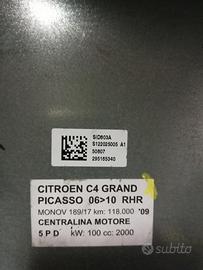 SID803A
S122025005 A1
50807
295185340
CITROEN C4 GRAND
PICASSO 06>10 RHR
MONOV 189/17 km: 118.000 '09
CENTRALINA MOTORE
5 P D kW: 100 cc: 2000
subito